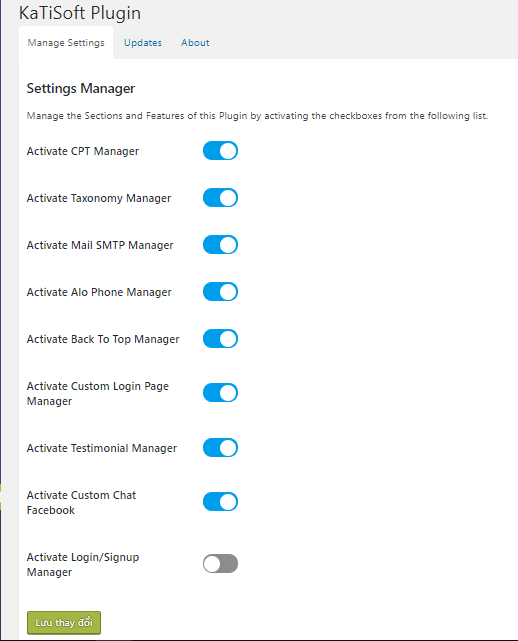 KaTiSoft Plugin
Manage Settings Updates About
Settings Manager
Manage the Sections and Features of this Plugin by activating the checkboxes from the following list.
Activate CPT Manager
Activate Taxonomy Manager
Activate Mail SMTP Manager
Activate Alo Phone Manager
Activate Back To Top Manager
Activate Custom Login Page
Manager
Activate Testimonial Manager
Activate Custom Chat
Facebook
Activate Login/Signup
Manager
Lưu thay đổi